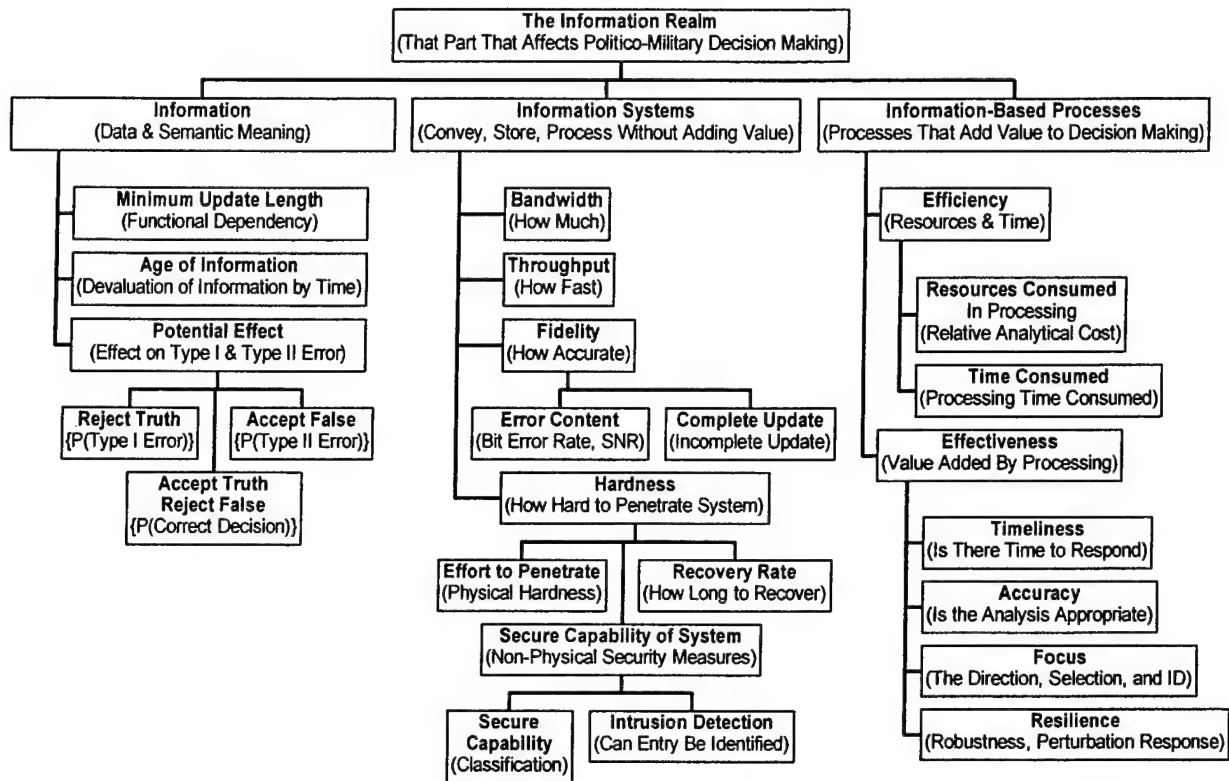 The Information Realm
(That Part That Affects Politico-Military Decision Making)
Information
(Data & Semantic Meaning)
Minimum Update Length
(Functional Dependency)
Age of Information
(Devaluation of Information by Time)
Potential Effect
(Effect on Type I & Type II Error)
Reject Truth
{P(Type I Error)}
Accept False
{P(Type II Error)}
Accept Truth
Reject False
{P(Correct Decision)}
Information Systems
(Convey, Store, Process Without Adding Value)
Bandwidth
(How Much)
Throughput
(How Fast)
Fidelity
(How Accurate)
Error Content
(Bit Error Rate, SNR)
Complete Update
(Incomplete Update)
Hardness
(How Hard to Penetrate System)
Effort to Penetrate
(Physical Hardness)
Recovery Rate
(How Long to Recover)
Secure Capability of System
(Non-Physical Security Measures)
Secure
Capability
(Classification)
Intrusion Detection
(Can Entry Be Identified)
Information-Based Processes
(Processes That Add Value to Decision Making)
Efficiency
(Resources & Time)
Resources Consumed
In Processing
(Relative Analytical Cost)
Time Consumed
(Processing Time Consumed)
Effectiveness
(Value Added By Processing)
Timeliness
(Is There Time to Respond)
Accuracy
(Is the Analysis Appropriate)
Focus
(The Direction, Selection, and ID)
Resilience
(Robustness, Perturbation Response)